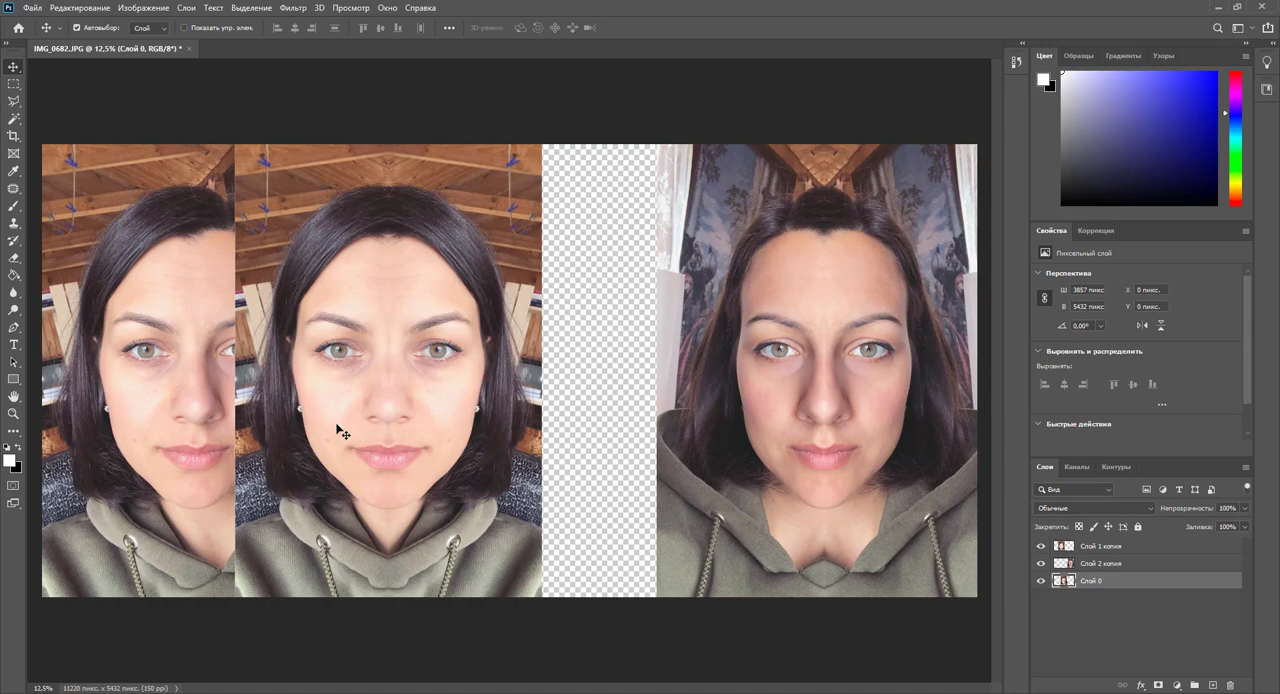 Ps Файл Редактирование Изображение Слои Текст Выделение Фильтр 3D Просмотр Окно Справка
Автовыбор: Слой Показать упр. элем. ••• 3D-режим:
IMG_0682.JPG @ 12,5% (Слой 0, RGB/8*) * ×
Цвет Образцы Градиенты Узоры
Свойства Коррекция
Пиксельный слой
Перспектива
Ш 3857 пикс X 0 пикс.
В 5432 пикс Y 0 пикс.
0,00°
Выровнять и распределить
Выровнять:
•••
Быстрые действия
Слои Каналы Контуры
Вид
Обычные Непрозрачность: 100%
Закрепить: Заливка: 100%
Слой 1 копия
Слой 2 копия
Слой 0
12,5% 11220 пикс. x 5432 пикс. (150 ppi)